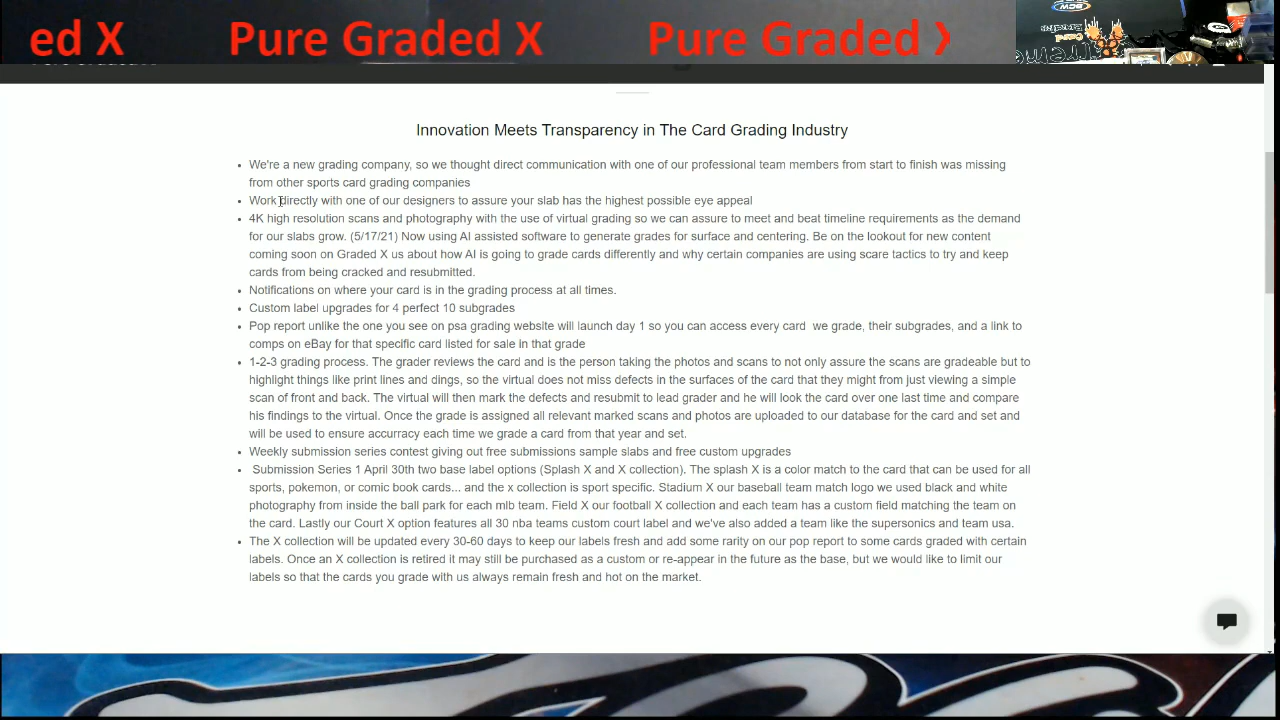 ed X Pure Graded X Pure Graded X
Innovation Meets Transparency in The Card Grading Industry
We're a new grading company, so we thought direct communication with one of our professional team members from start to finish was missing
from other sports card grading companies
Work directly with one of our designers to assure your slab has the highest possible eye appeal
4K high resolution scans and photography with the use of virtual grading so we can assure to meet and beat timeline requirements as the demand
for our slabs grow. (5/17/21) Now using AI assisted software to generate grades for surface and centering. Be on the lookout for new content
coming soon on Graded X us about how AI is going to grade cards differently and why certain companies are using scare tactics to try and keep
cards from being cracked and resubmitted.
Notifications on where your card is in the grading process at all times.
Custom label upgrades for 4 perfect 10 subgrades
Pop report unlike the one you see on psa grading website will launch day 1 so you can access every card we grade, their subgrades, and a link to
comps on eBay for that specific card listed for sale in that grade
1-2-3 grading process. The grader reviews the card and is the person taking the photos and scans to not only assure the scans are gradeable but to
highlight things like print lines and dings, so the virtual does not miss defects in the surfaces of the card that they might from just viewing a simple
scan of front and back. The virtual will then mark the defects and resubmit to lead grader and he will look the card over one last time and compare
his findings to the virtual. Once the grade is assigned all relevant marked scans and photos are uploaded to our database for the card and set and
will be used to ensure accurracy each time we grade a card from that year and set.
Weekly submission series contest giving out free submissions sample slabs and free custom upgrades
Submission Series 1 April 30th two base label options (Splash X and X collection). The splash X is a color match to the card that can be used for all
sports, pokemon, or comic book cards... and the x collection is sport specific. Stadium X our baseball team match logo we used black and white
photography from inside the ball park for each mlb team. Field X our football X collection and each team has a custom field matching the team on
the card. Lastly our Court X option features all 30 nba teams custom court label and we've also added a team like the supersonics and team usa.
The X collection will be updated every 30-60 days to keep our labels fresh and add some rarity on our pop report to some cards graded with certain
labels. Once an X collection is retired it may still be purchased as a custom or re-appear in the future as the base, but we would like to limit our
labels so that the cards you grade with us always remain fresh and hot on the market.